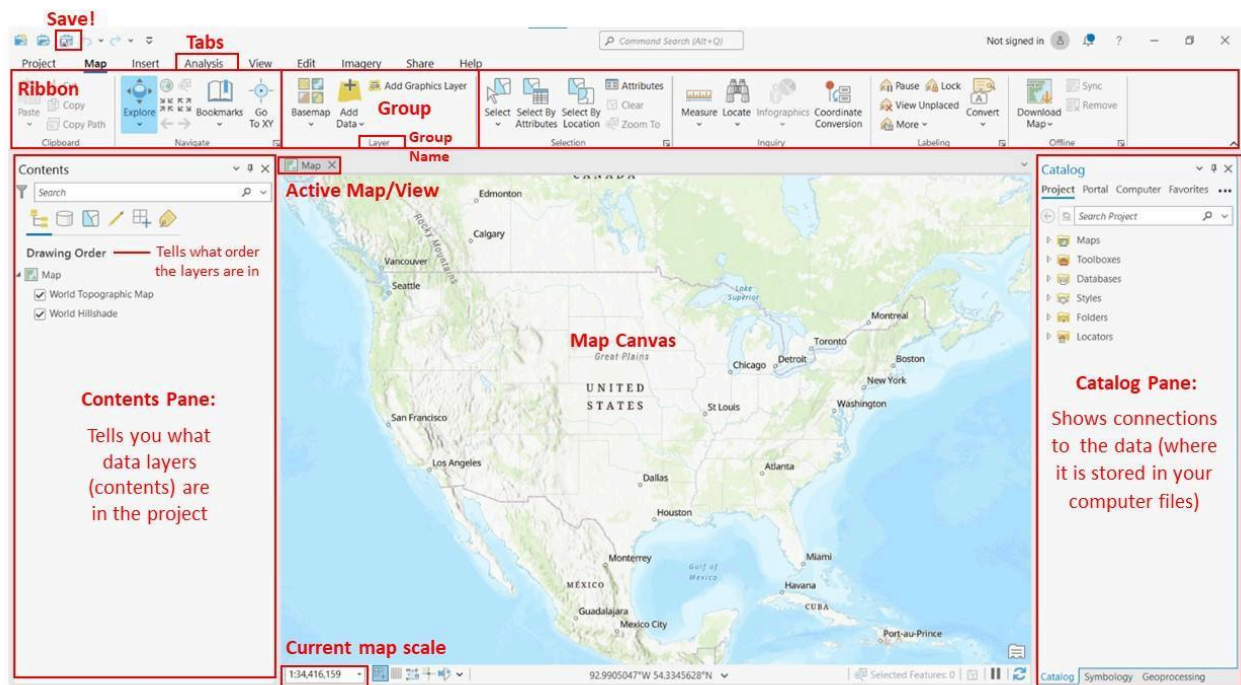 Save!
Tabs
Command Search (Alt+Q)
Not signed in
?
Project Map Insert Analysis View Edit Imagery Share Help
Ribbon
Paste
Copy
Copy Path
Clipboard
Explore
Bookmarks
Go To XY
Navigate
Basemap
Add Data
Add Graphics Layer
Group
Layer
Group Name
Select
Select By Attributes
Select By Location
Attributes
Clear
Zoom To
Selection
Measure
Locate
Infographics
Coordinate Conversion
Inquiry
Pause
Lock
View Unplaced
More
Convert
Labeling
Download Map
Sync
Remove
Offline
Contents
Search
Drawing Order
Tells what order
the layers are in
Map
World Topographic Map
World Hillshade
Contents Pane:
Tells you what
data layers
(contents) are
in the project
Map
Active Map/View
CANADA
Edmonton
Rocky Mountains
Calgary
Vancouver
Seattle
Lake Superior
Montreal
Map Canvas
Great Plains
Toronto
Chicago
Detroit
Boston
New York
UNITED
STATES
St Louis
Washington
San Francisco
Los Angeles
Atlanta
Dallas
Houston
Monterrey
Gulf of Mexico
Miami
MÉXICO
Havana
CUBA
Guadalajara
Mexico City
Port-au-Prince
Current map scale
1:34,416,159
92.9905047°W 54.3345628°N
Selected Features: 0
Catalog
Project Portal Computer Favorites
Search Project
Maps
Toolboxes
Databases
Styles
Folders
Locators
Catalog Pane:
Shows connections
to the data (where
it is stored in your
computer files)
Catalog Symbology Geoprocessing